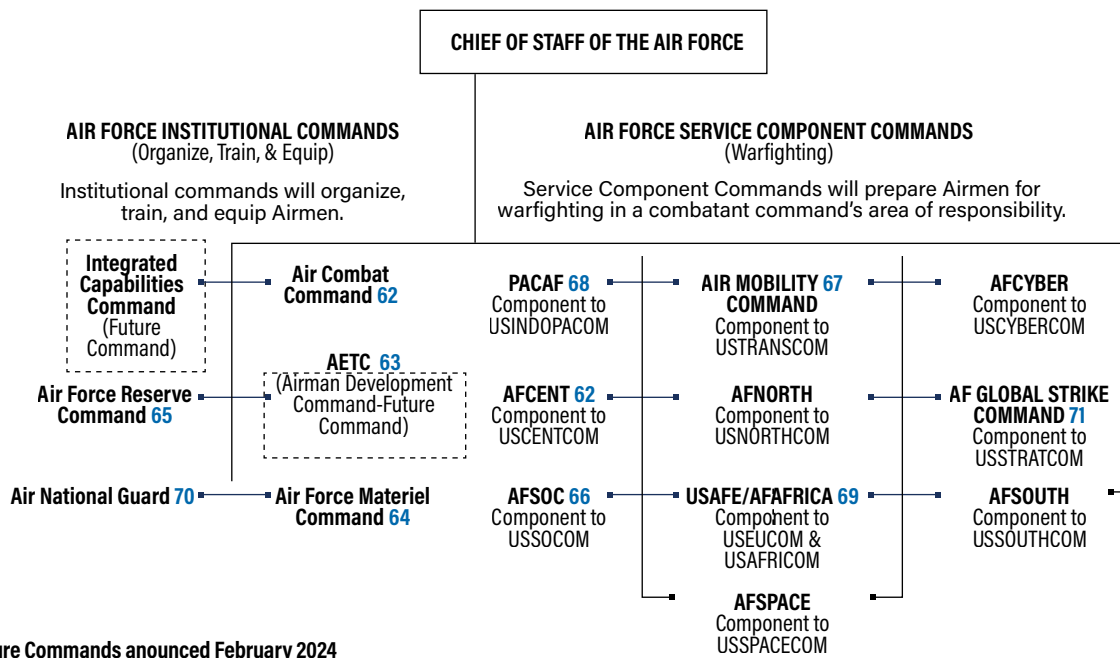 CHIEF OF STAFF OF THE AIR FORCE
AIR FORCE INSTITUTIONAL COMMANDS
(Organize, Train, & Equip)
Institutional commands will organize,
train, and equip Airmen.
AIR FORCE SERVICE COMPONENT COMMANDS
(Warfighting)
Service Component Commands will prepare Airmen for
warfighting in a combatant command’s area of responsibility.
Integrated
Capabilities
Command
(Future
Command)
Air Combat
Command 62
Air Force Reserve
Command 65
AETC 63
(Airman Development
Command-Future
Command)
Air National Guard 70
Air Force Materiel
Command 64
PACAF 68
Component to
USINDOPACOM
AIR MOBILITY 67
COMMAND
Component to
USTRANSCOM
AFCYBER
Component to
USCYBERCOM
AFCENT 62
Component to
USCENTCOM
AFNORTH
Component to
USNORTHCOM
AF GLOBAL STRIKE
COMMAND 71
Component to
USSTRATCOM
AFSOC 66
Component to
USSOCOM
USAFE/AFAFRICA 69
Component to
USEUCOM &
USAFRICOM
AFSOUTH
Component to
USSOUTHCOM
AFSPACE
Component to
USSPACECOM
Commands anounced February 2024